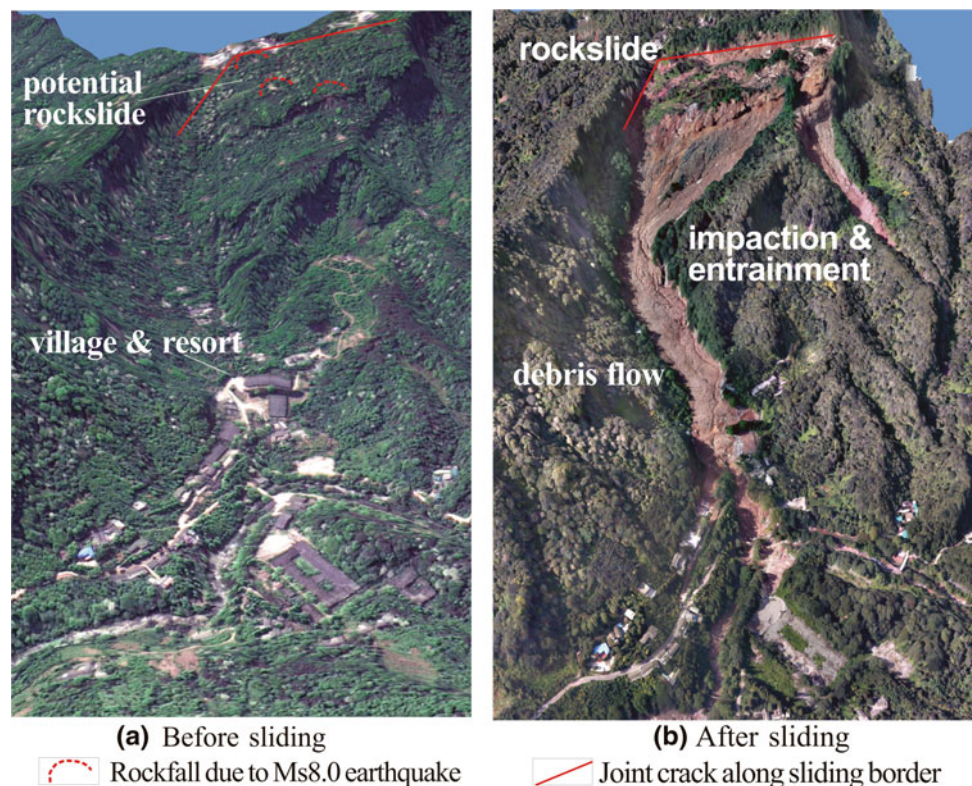 potential
rockslide
village & resort
rockslide
impaction &
entrainment
debris flow
(a) Before sliding
(b) After sliding
Rockfall due to Ms8.0 earthquake
Joint crack along sliding border